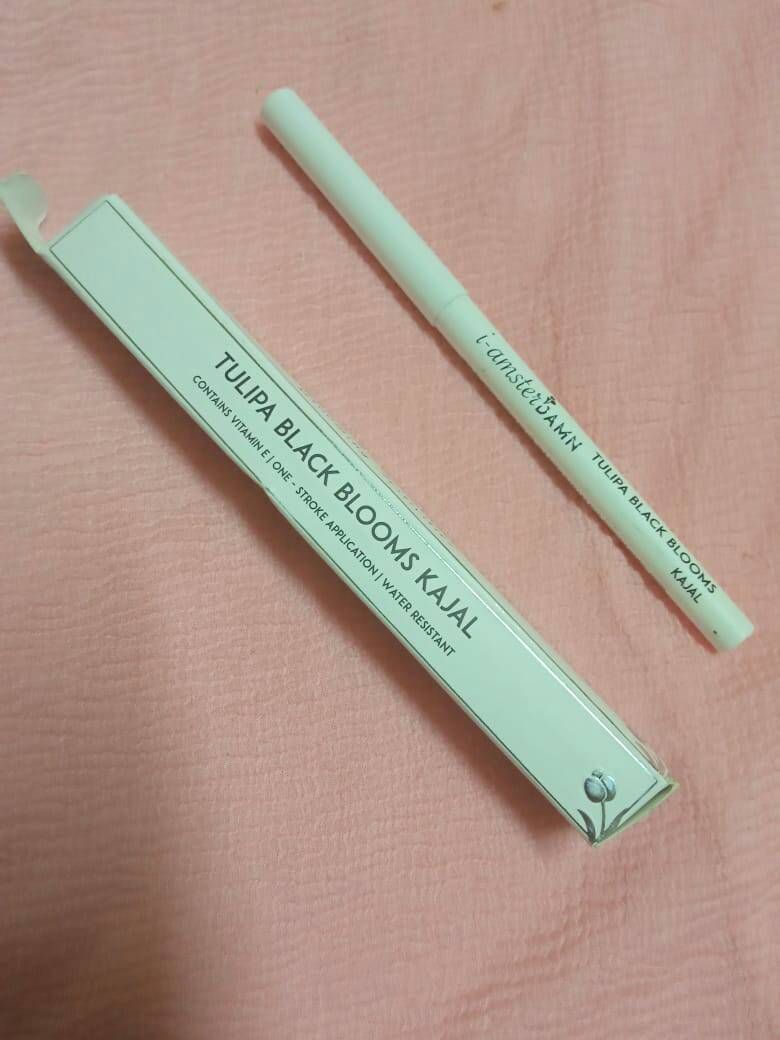 TULIPA BLACK BLOOMS KAJAL
CONTAINS VITAMIN E | ONE - STROKE APPLICATION | WATER RESISTANT
i-amsterDAMN
TULIPA BLACK BLOOMS
KAJAL